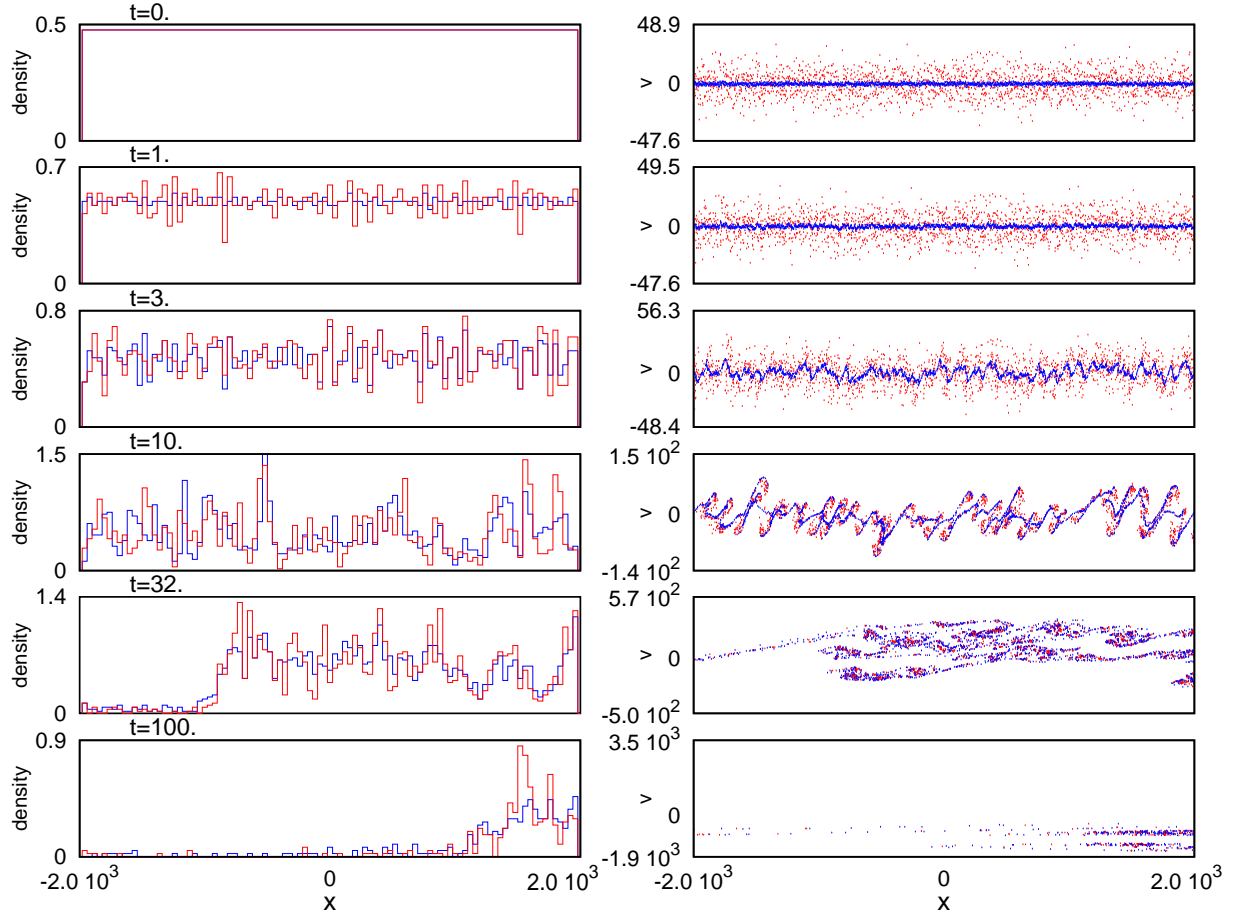 t=0.
0.5
density
0
48.9
v
0
-47.6
t=1.
0.7
density
0
49.5
v
0
-47.6
t=3.
0.8
density
0
56.3
v
0
-48.4
t=10.
1.5
density
0
1.5 10²
v
0
-1.4 10²
t=32.
1.4
density
0
5.7 10²
v
0
-5.0 10²
t=100.
0.9
density
0
3.5 10³
v
0
-1.9 10³
-2.0 10³ 0 2.0 10³
x
-2.0 10³ 0 2.0 10³
x